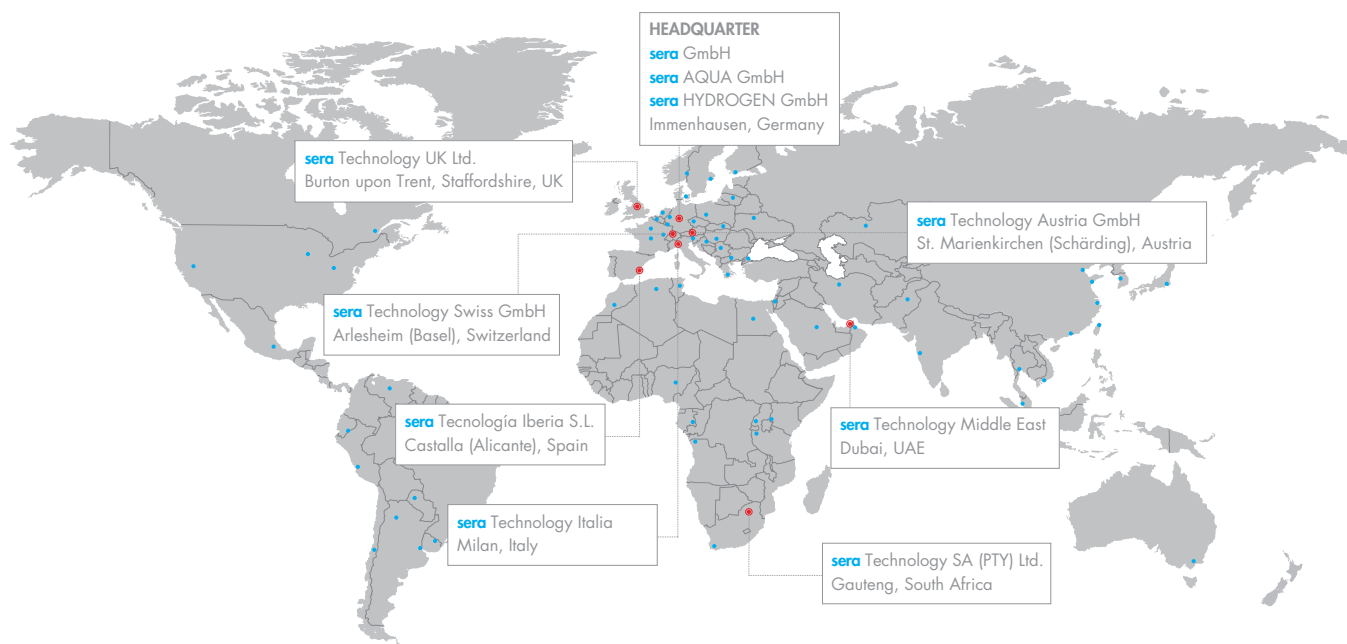 HEADQUARTER
sera GmbH
sera AQUA GmbH
sera HYDROGEN GmbH
Immenhausen, Germany
sera Technology UK Ltd.
Burton upon Trent, Staffordshire, UK
sera Technology Austria GmbH
St. Marienkirchen (Schärding), Austria
sera Technology Swiss GmbH
Arlesheim (Basel), Switzerland
sera Tecnología Iberia S.L.
Castalla (Alicante), Spain
sera Technology Middle East
Dubai, UAE
sera Technology Italia
Milan, Italy
sera Technology SA (PTY) Ltd.
Gauteng, South Africa